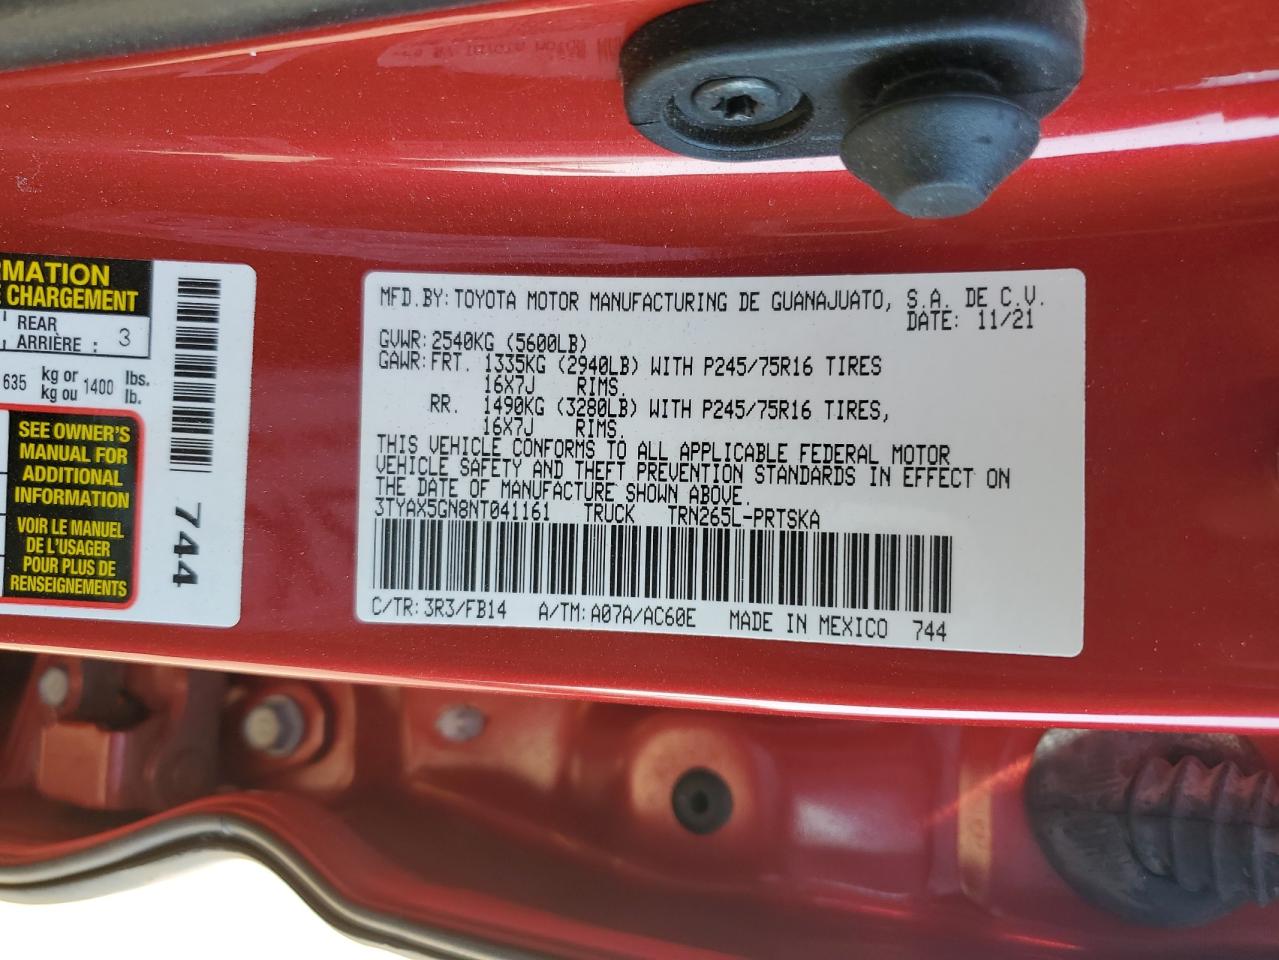 RMATION
E CHARGEMENT
REAR
ARRIÈRE : 3
635 kg or 1400 lbs.
kg ou lb.
SEE OWNER'S
MANUAL FOR
ADDITIONAL
INFORMATION
VOIR LE MANUEL
DE L'USAGER
POUR PLUS DE
RENSEIGNEMENTS
744
MFD.BY: TOYOTA MOTOR MANUFACTURING DE GUANAJUATO, S.A. DE C.V.
DATE: 11/21
GVWR: 2540KG (5600LB)
GAWR: FRT. 1335KG (2940LB) WITH P245/75R16 TIRES
16X7J RIMS.
RR. 1490KG (3280LB) WITH P245/75R16 TIRES,
16X7J RIMS.
THIS VEHICLE CONFORMS TO ALL APPLICABLE FEDERAL MOTOR
VEHICLE SAFETY AND THEFT PREVENTION STANDARDS IN EFFECT ON
THE DATE OF MANUFACTURE SHOWN ABOVE.
3TYAX5GN8NT041161 TRUCK TRN265L-PRTSKA
C/TR: 3R3/FB14 A/TM: A07A/AC60E MADE IN MEXICO 744